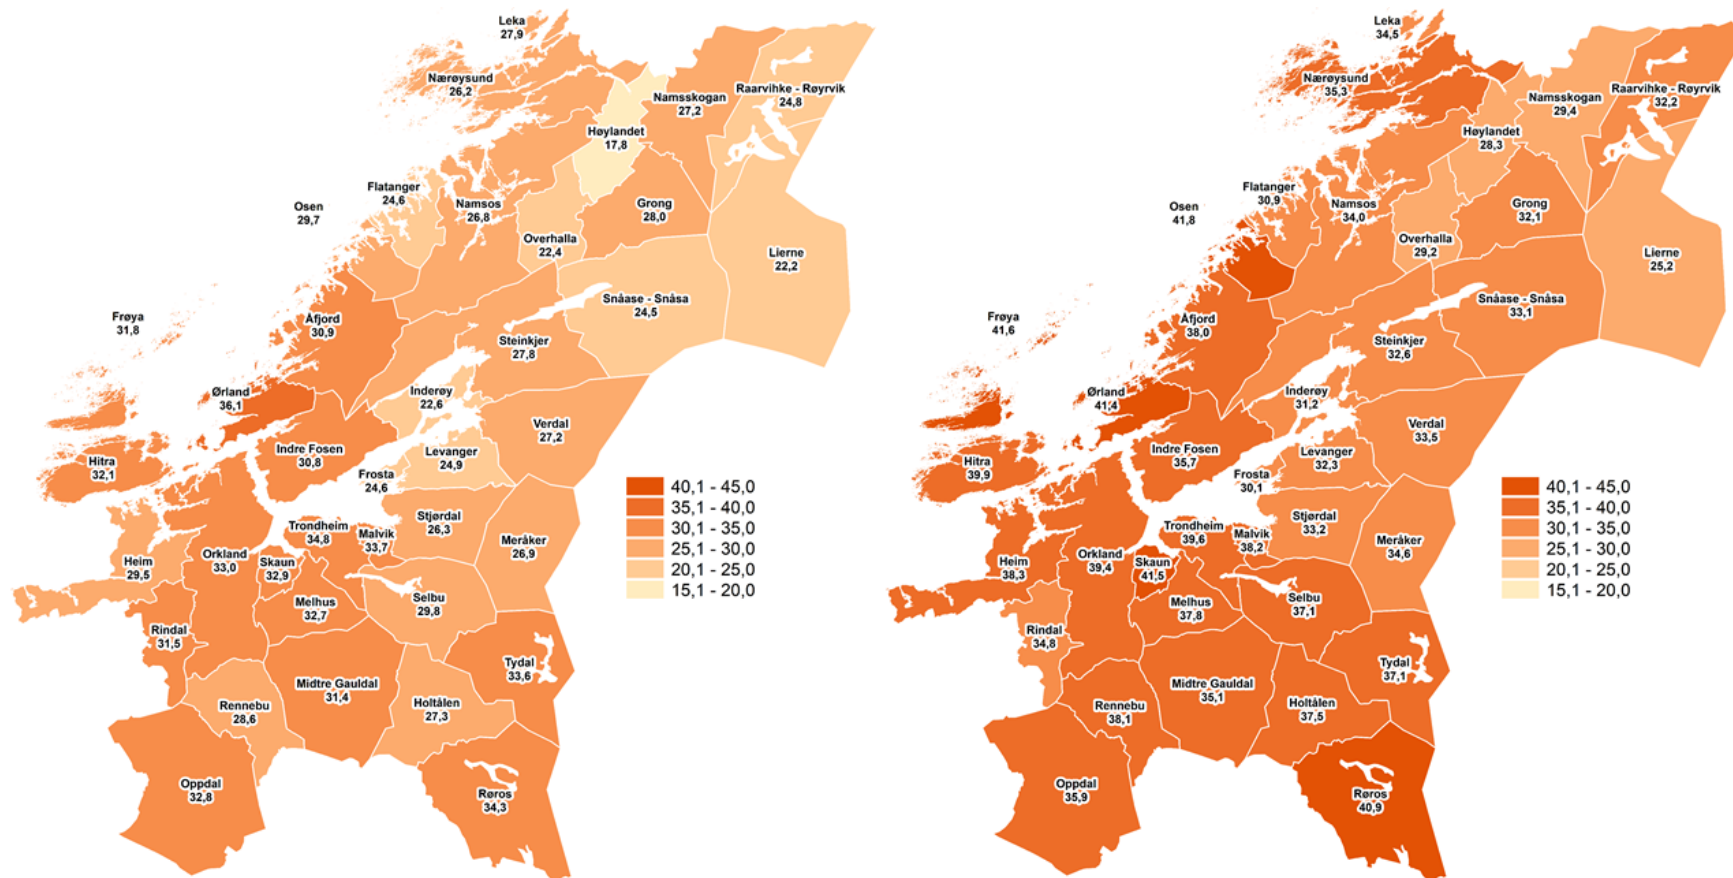 Leka
27,9
Nærøysund
26,2
Namsskogan
27,2
Raarvihke - Røyrvik
24,8
Høylandet
17,8
Flatanger
24,6
Osen
29,7
Namsos
26,8
Grong
28,0
Overhalla
22,4
Lierne
22,2
Snåase - Snåsa
24,5
Frøya
31,8
Åfjord
30,9
Steinkjer
27,8
Ørland
36,1
Inderøy
22,6
Verdal
27,2
Indre Fosen
30,8
Levanger
24,9
Hitra
32,1
Frosta
24,6
Trondheim
34,8
Malvik
33,7
Stjørdal
26,3
Meråker
26,9
Heim
29,5
Orkland
33,0
Skaun
32,9
Melhus
32,7
Selbu
29,8
Rindal
31,5
Tydal
33,6
Midtre Gauldal
31,4
Rennebu
28,6
Holtålen
27,3
Oppdal
32,8
Røros
34,3
40,1 - 45,0
35,1 - 40,0
30,1 - 35,0
25,1 - 30,0
20,1 - 25,0
15,1 - 20,0
Leka
34,5
Nærøysund
35,3
Namsskogan
29,4
Raarvihke - Røyrvik
32,2
Høylandet
28,3
Flatanger
30,9
Osen
41,8
Namsos
34,0
Grong
32,1
Overhalla
29,2
Lierne
25,2
Snåase - Snåsa
33,1
Frøya
41,6
Åfjord
38,0
Steinkjer
32,6
Ørland
41,4
Inderøy
31,2
Verdal
33,5
Indre Fosen
35,7
Levanger
32,3
Hitra
39,9
Frosta
30,1
Trondheim
39,6
Malvik
38,2
Stjørdal
33,2
Meråker
34,6
Heim
38,3
Orkland
39,4
Skaun
41,5
Melhus
37,8
Selbu
37,1
Rindal
34,8
Tydal
37,1
Midtre Gauldal
35,1
Rennebu
38,1
Holtålen
37,5
Oppdal
35,9
Røros
40,9
40,1 - 45,0
35,1 - 40,0
30,1 - 35,0
25,1 - 30,0
20,1 - 25,0
15,1 - 20,0